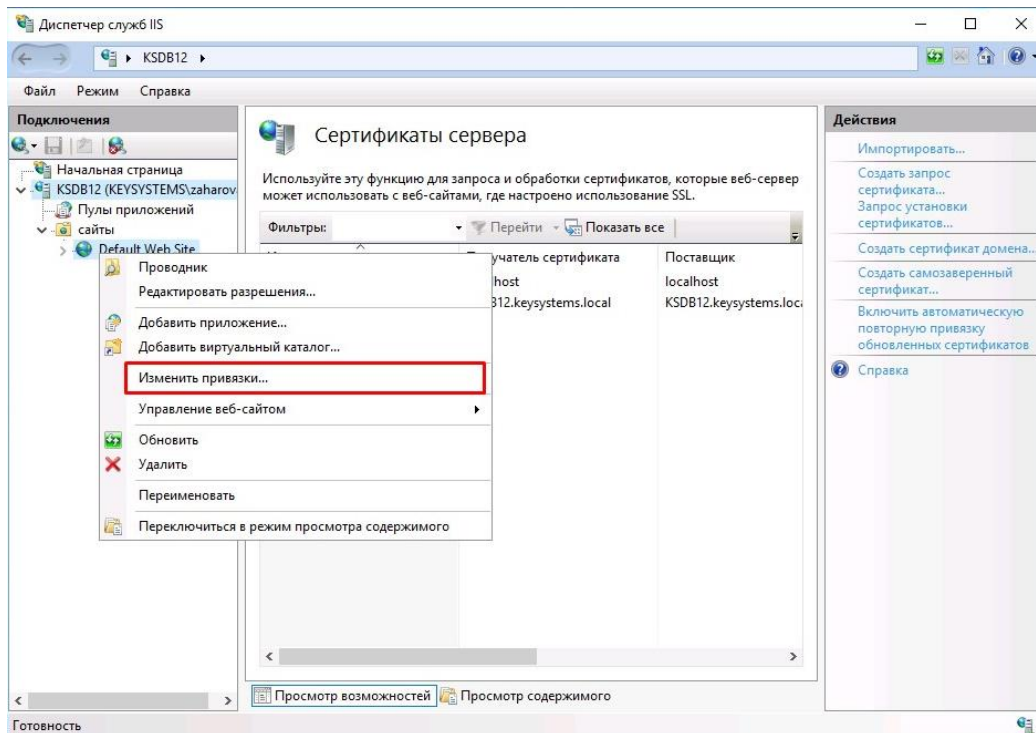 Диспетчер служб IIS
KSDB12
Файл Режим Справка
Подключения
Начальная страница
KSDB12 (KEYSYSTEMS\zaharov
Пулы приложений
сайты
Default Web Site
Проводник
Редактировать разрешения...
Добавить приложение...
Добавить виртуальный каталог...
Изменить привязки...
Управление веб-сайтом
Обновить
Удалить
Переименовать
Переключиться в режим просмотра содержимого
Сертификаты сервера
Используйте эту функцию для запроса и обработки сертификатов, которые веб-сервер
может использовать с веб-сайтами, где настроено использование SSL.
Фильтры: Перейти Показать все
сертификата Поставщик
localhost
KSDB12.keysystems.loca
Просмотр возможностей Просмотр содержимого
Действия
Импортировать...
Создать запрос
сертификата...
Запрос установки
сертификатов...
Создать сертификат домена...
Создать самозаверенный
сертификат...
Включить автоматическую
повторную привязку
обновленных сертификатов
Справка
Готовность